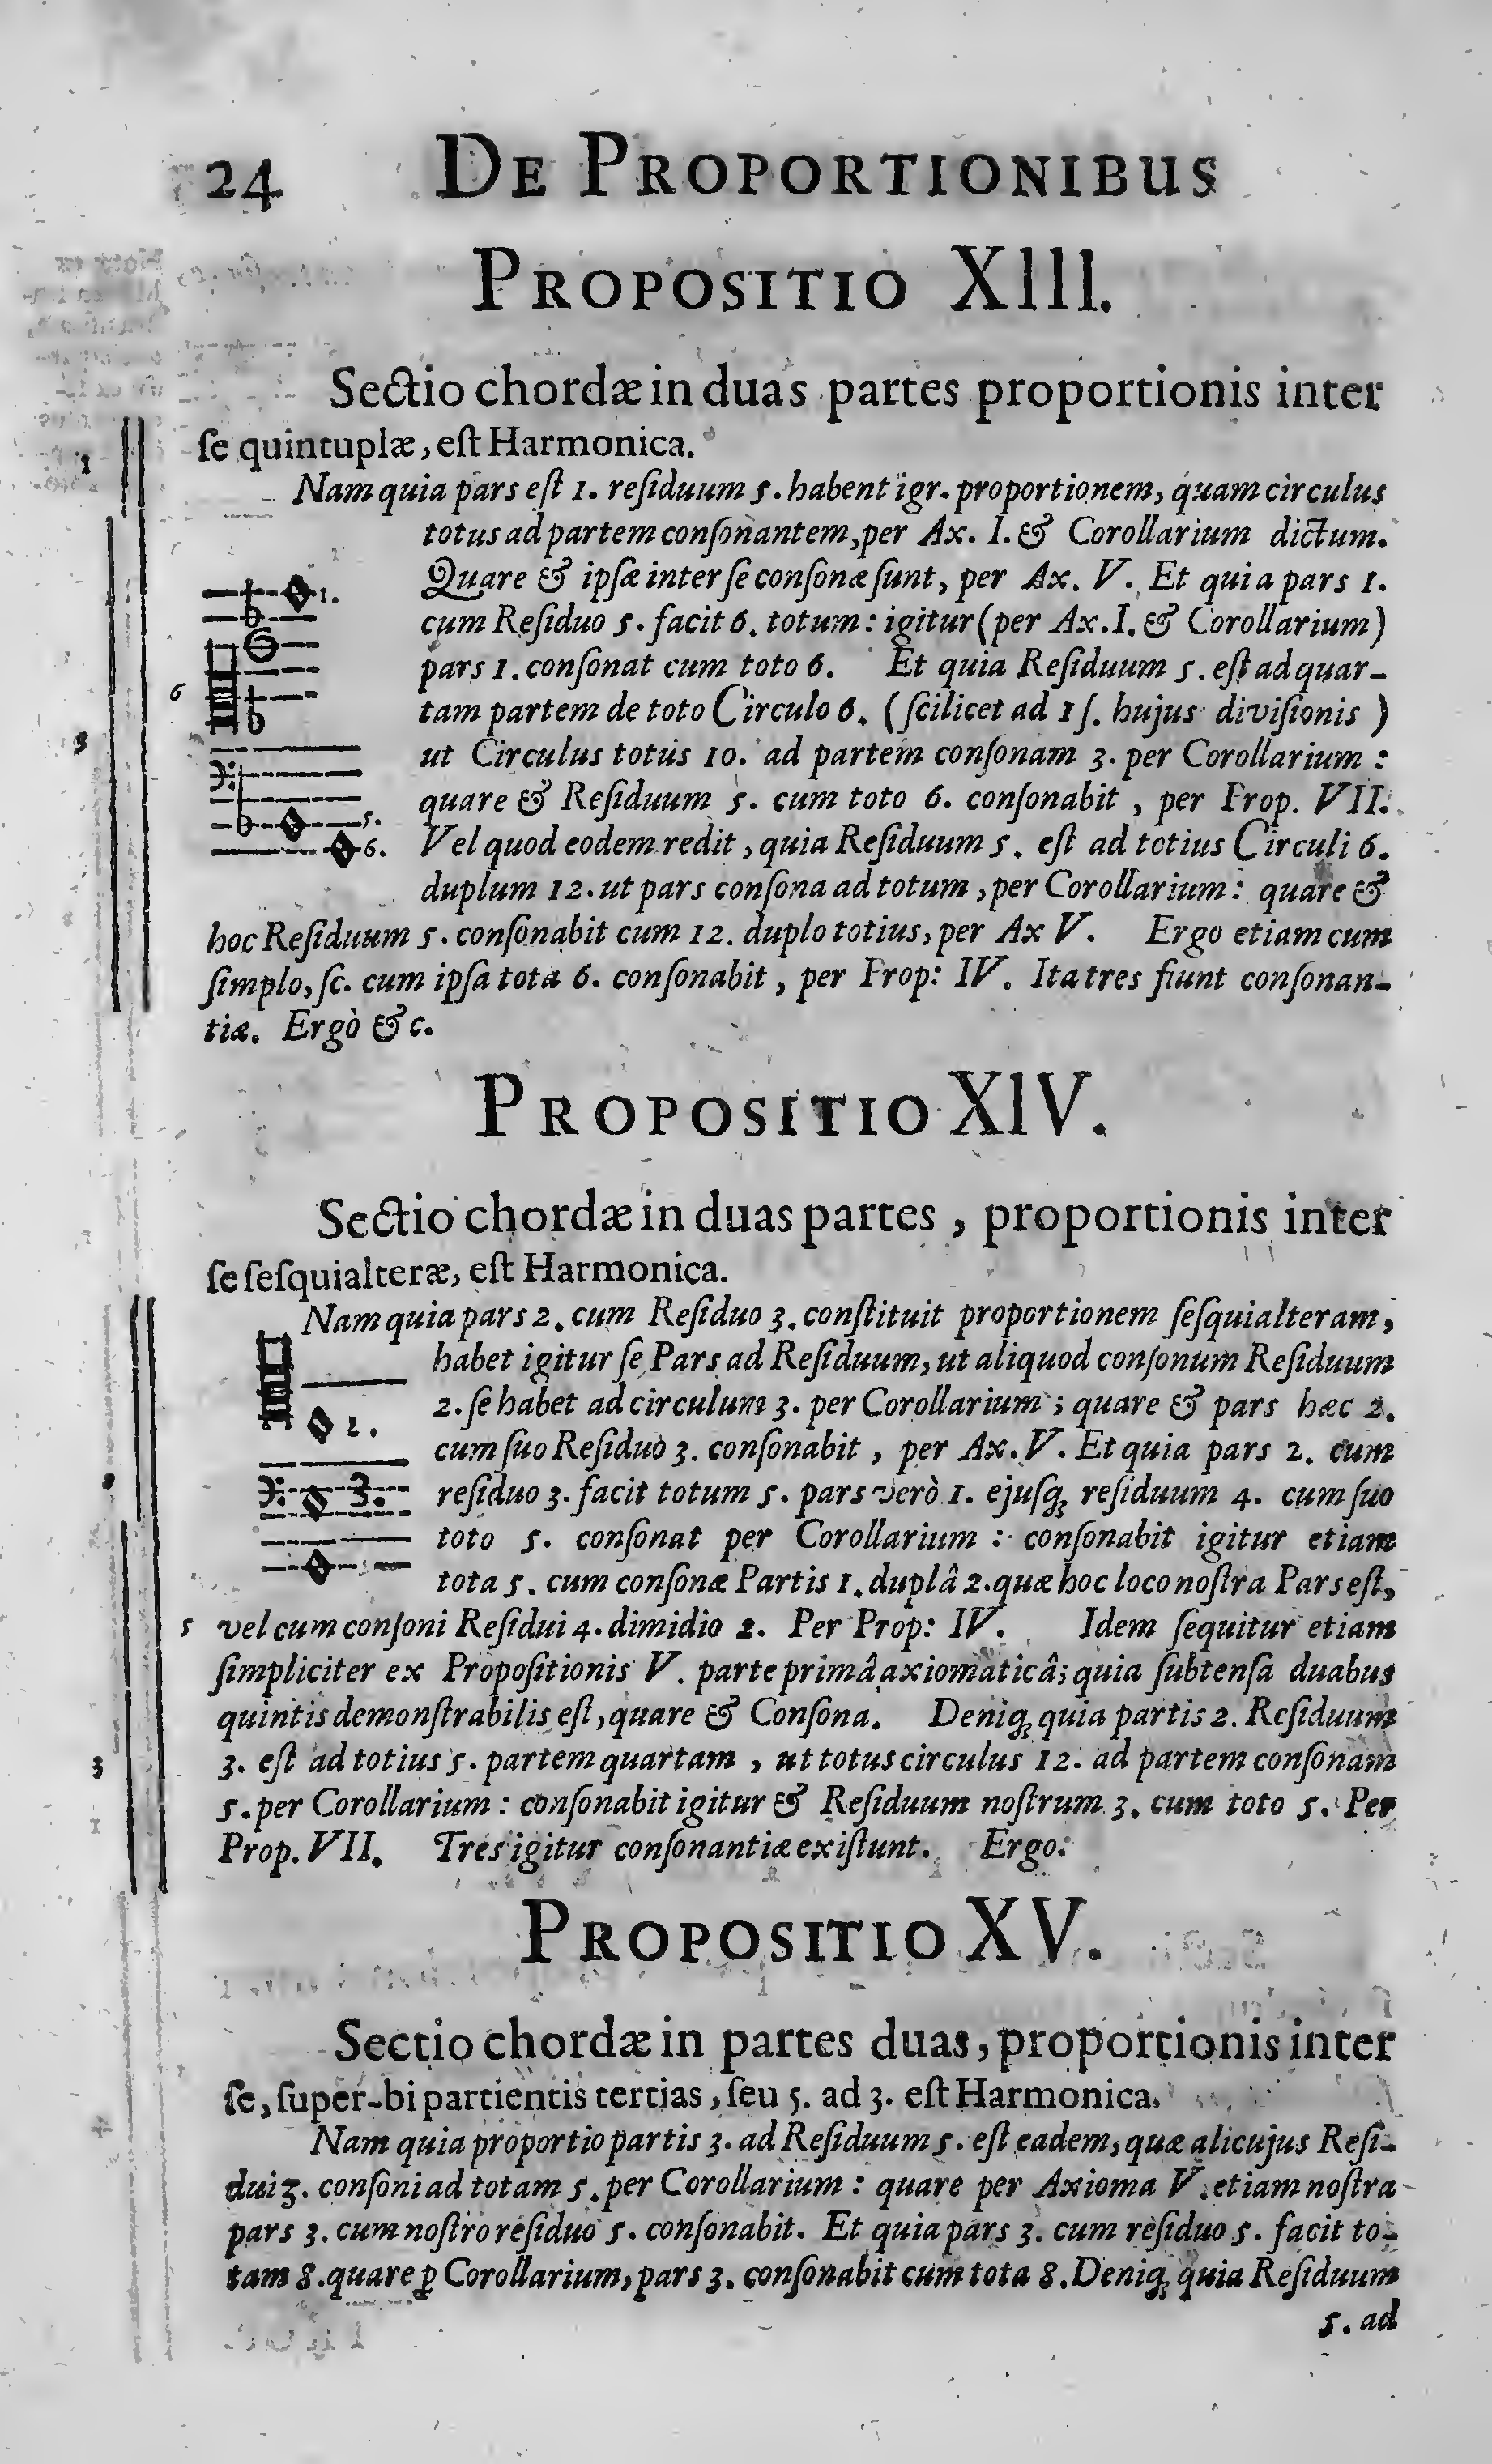 24 DE PROPORTIONIBUS
PROPOSITIO XIII.
Sectio chordæ in duas partes proportionis inter
ſe quintuplæ, eſt Harmonica.
Nam quia pars eſt 1. reſiduum 5. habent igr. proportionem, quam circulus
totus ad partem conſonantem, per Ax. I. & Corollarium dictum.
Quare & ipſæ inter ſe conſonæ ſunt, per Ax. V. Et quia pars 1.
cum Reſiduo 5. facit 6. totum: igitur (per Ax. I. & Corollarium)
pars 1. conſonat cum toto 6. Et quia Reſiduum 5. eſt ad quar-
tam partem de toto Circulo 6. (ſcilicet ad 1ſ. hujus diviſionis )
ut Circulus totus 10. ad partem conſonam 3. per Corollarium :
quare & Reſiduum 5. cum toto 6. conſonabit , per Prop. VII.
Vel quod eodem redit , quia Reſiduum 5. eſt ad totius Circuli 6.
duplum 12. ut pars conſona ad totum , per Corollarium : quare &
hoc Reſiduum 5. conſonabit cum 12. duplo totius, per Ax V. Ergo etiam cum
ſimplo, ſc. cum ipſa tota 6. conſonabit , per Prop: IV. Ita tres fiunt conſonan-
tiæ. Ergò &c.
1
5
6
1.
5.
6.
PROPOSITIO XIV.
Sectio chordæ in duas partes , proportionis inter
ſe ſeſquialteræ, eſt Harmonica.
Nam quia pars 2. cum Reſiduo 3. conſtituit proportionem ſeſquialteram,
habet igitur ſe Pars ad Reſiduum, ut aliquod conſonum Reſiduum
2. ſe habet ad circulum 3. per Corollarium ; quare & pars hæc 2.
cum ſuo Reſiduo 3. conſonabit , per Ax. V. Et quia pars 2. cum
reſiduo 3. facit totum 5. pars verò 1. ejuſq; reſiduum 4. cum ſuo
toto 5. conſonat per Corollarium : conſonabit igitur etiam
tota 5. cum conſonæ Partis 1. duplâ 2. quæ hoc loco noſtra Pars eſt,
vel cum conſoni Reſidui 4. dimidio 2. Per Prop: IV. Idem ſequitur etiam
ſimpliciter ex Propoſitionis V. parte primâ axiomaticâ; quia ſubtenſa duabus
quintis demonſtrabilis eſt, quare & Conſona. Deniq; quia partis 2. Reſiduum
3. eſt ad totius 5. partem quartam , ut totus circulus 12. ad partem conſonam
5. per Corollarium : conſonabit igitur & Reſiduum noſtrum 3. cum toto 5. Per
Prop. VII. Tres igitur conſonantiæ exiſtunt. Ergo.
2.
3.
5
3
PROPOSITIO XV.
Sectio chordæ in partes duas, proportionis inter
ſe, ſuper-bi partientis tertias , ſeu 5. ad 3. eſt Harmonica.
Nam quia proportio partis 3. ad Reſiduum 5. eſt eadem, quæ alicujus Reſi-
dui 3. conſoni ad totam 5. per Corollarium : quare per Axioma V. etiam noſtra
pars 3. cum noſtro reſiduo 5. conſonabit. Et quia pars 3. cum reſiduo 5. facit to-
tam 8. quare ꝑ Corollarium, pars 3. conſonabit cum tota 8. Deniq; quia Reſiduum
5. ad